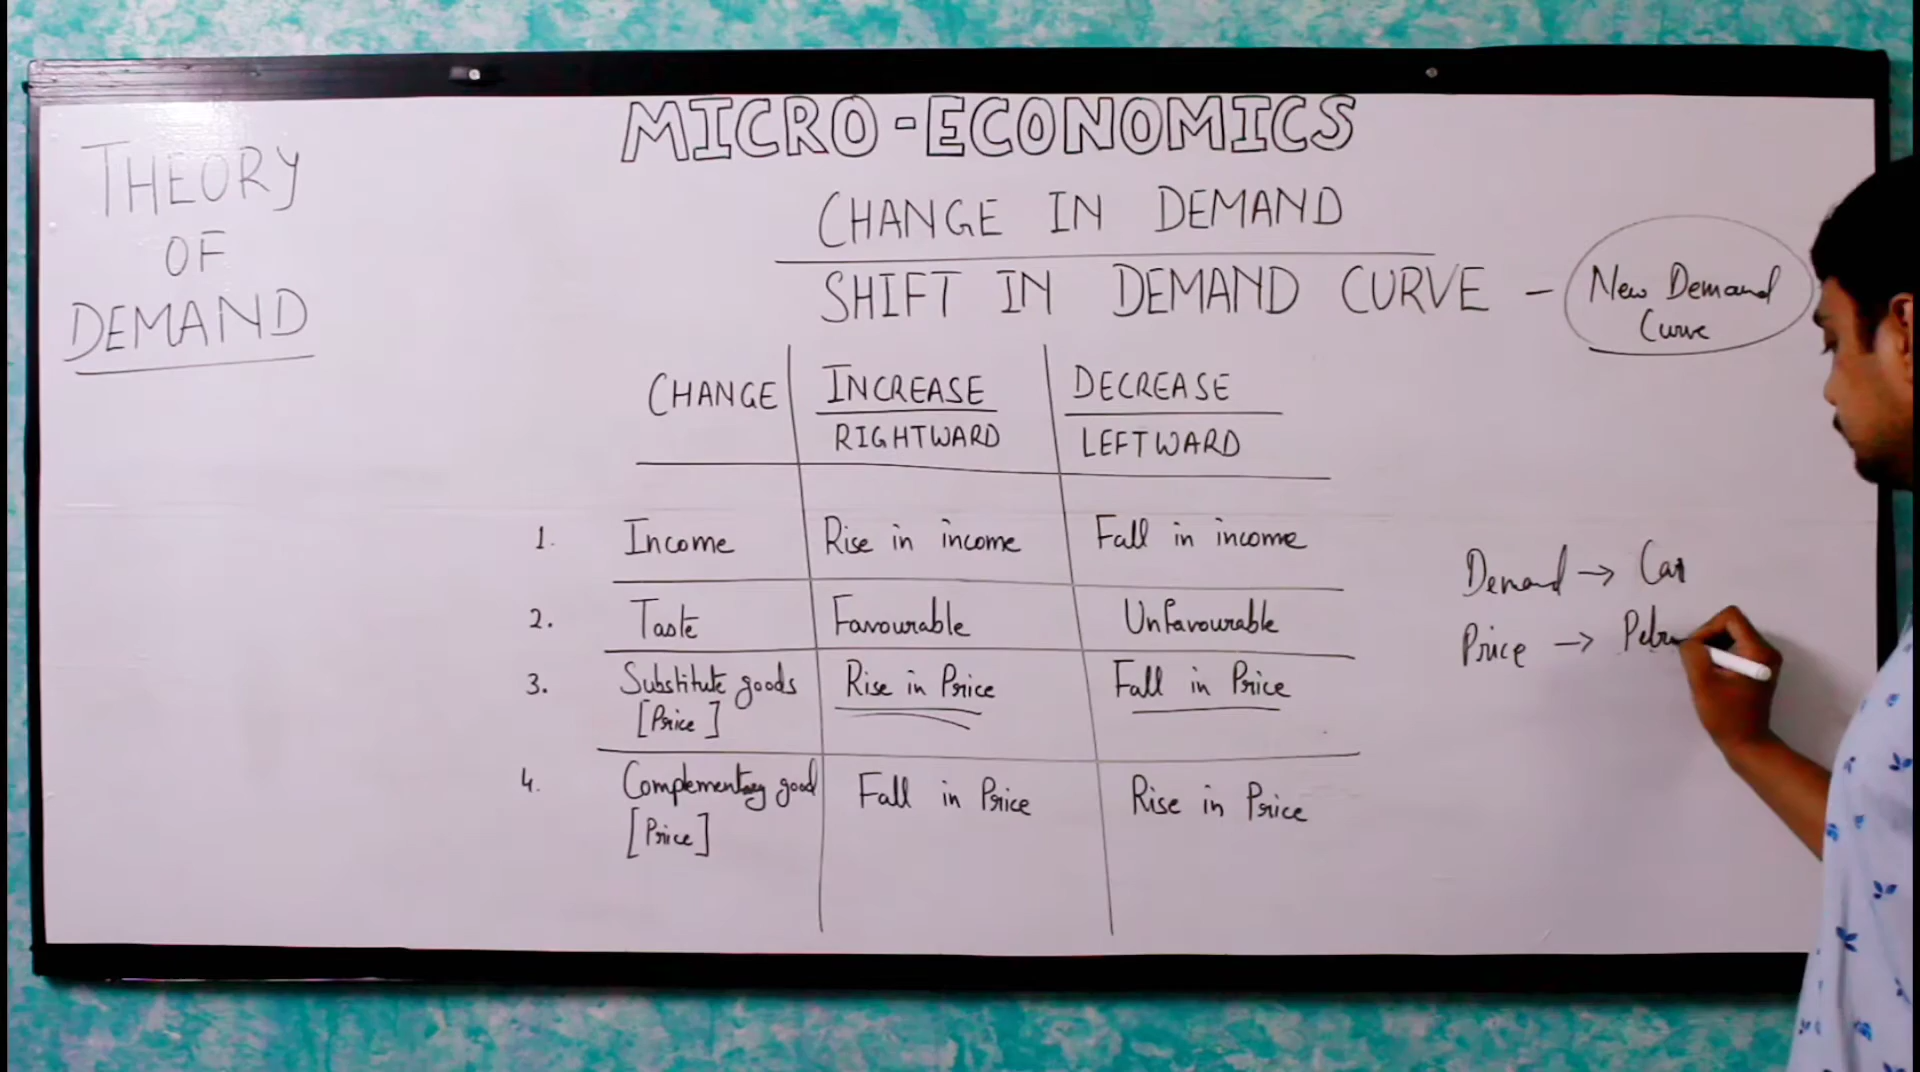 MICRO-ECONOMICS
THEORY
OF
DEMAND
CHANGE IN DEMAND
SHIFT IN DEMAND CURVE - New Demand
Curve
CHANGE INCREASE DECREASE
RIGHTWARD LEFTWARD
1. Income Rise in income Fall in income
2. Taste Favourable Unfavourable
3. Substitute goods Rise in Price Fall in Price
[Price]
4. Complementary good Fall in Price Rise in Price
[Price]
Demand → Car
Price →